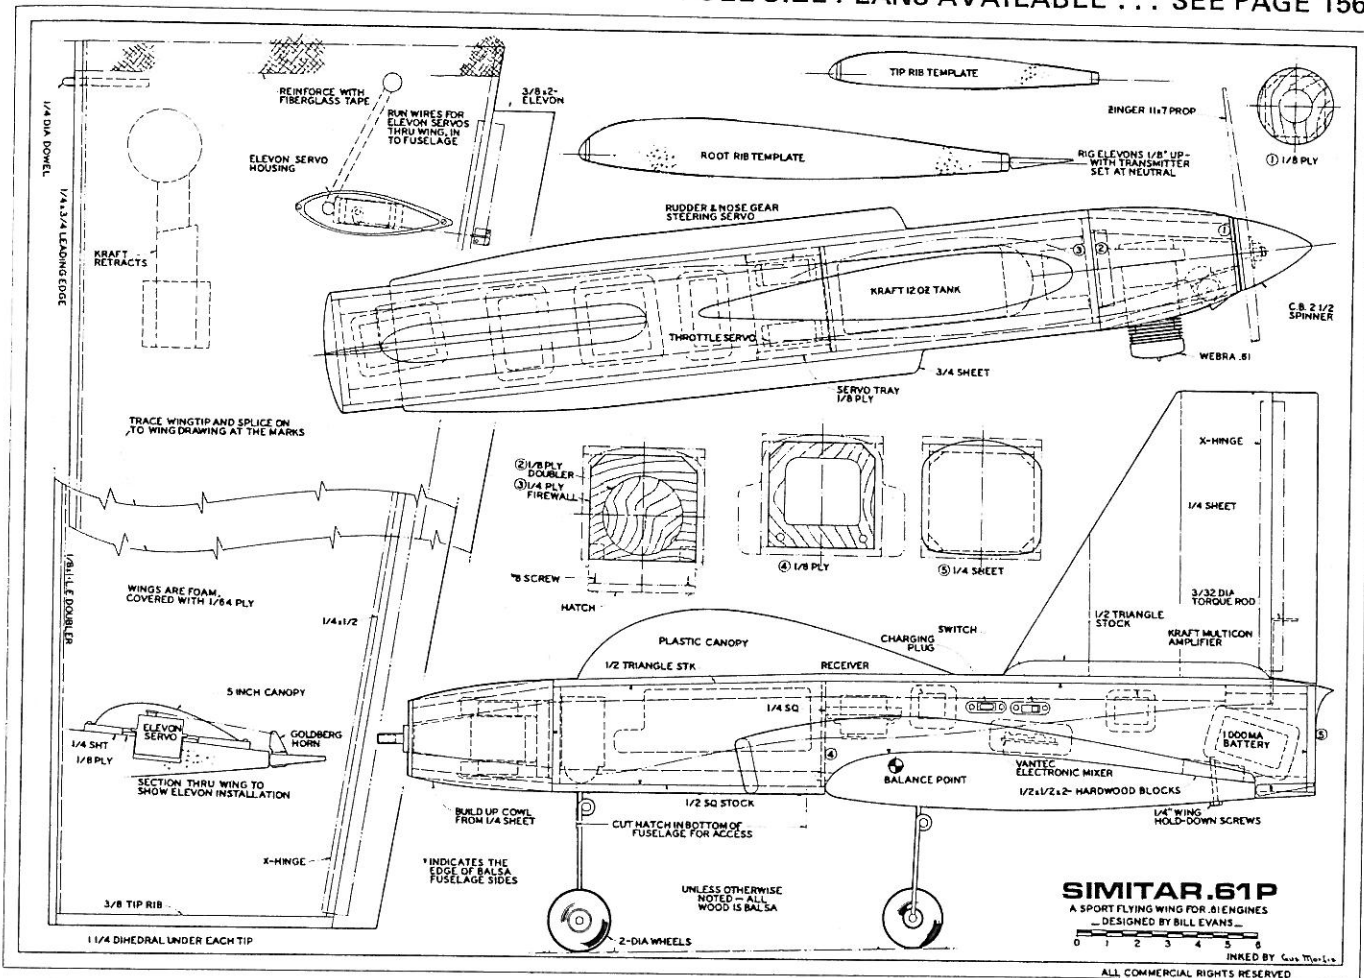 PLANS AVAILABLE . . . SEE PAGE 156
TIP RIB TEMPLATE
REINFORCE WITH
FIBERGLASS TAPE
3/8 x 2-
ELEVON
RUN WIRES FOR
ELEVON SERVOS
THRU WING, IN
TO FUSELAGE
ZINGER 11x7 PROP
1/4 DIA DOWEL
ELEVON SERVO
HOUSING
ROOT RIB TEMPLATE
RIG ELEVONS 1/8" UP-
WITH TRANSMITTER
SET AT NEUTRAL
① 1/8 PLY
1/4 x 3/4 LEADING EDGE
RUDDER & NOSE GEAR
STEERING SERVO
KRAFT
RETRACTS
③
②
①
KRAFT 12 OZ TANK
C.B. 2 1/2
SPINNER
THROTTLE SERVO
WEBRA .61
3/4 SHEET
SERVO TRAY
1/8 PLY
TRACE WINGTIP AND SPLICE ON
TO WING DRAWING AT THE MARKS
X-HINGE
② 1/8 PLY
DOUBLER
③ 1/4 PLY
FIREWALL
1/4 SHEET
④ 1/8 PLY
⑤ 1/4 SHEET
#8 SCREW
HATCH
1/8x1-L.E. DOUBLER
WINGS ARE FOAM,
COVERED WITH 1/64 PLY
1/4x1/2
3/32 DIA
TORQUE ROD
1/2 TRIANGLE
STOCK
KRAFT MULTICON
AMPLIFIER
PLASTIC CANOPY
SWITCH
CHARGING
PLUG
1/2 TRIANGLE STK
RECEIVER
5 INCH CANOPY
1/4 SQ
ELEVON
SERVO
GOLDBERG
HORN
1/4 SHT
1/8 PLY
④
1000MA
BATTERY
⑤
VANTEC
ELECTRONIC MIXER
BALANCE POINT
SECTION THRU WING TO
SHOW ELEVON INSTALLATION
1/2x1/2x2- HARDWOOD BLOCKS
1/2 SQ STOCK
BUILD UP COWL
FROM 1/4 SHEET
1/4" WING
HOLD-DOWN SCREWS
CUT HATCH IN BOTTOM OF
FUSELAGE FOR ACCESS
X-HINGE
INDICATES THE
EDGE OF BALSA
FUSELAGE SIDES
UNLESS OTHERWISE
NOTED — ALL
WOOD IS BALSA
SIMITAR.61P
A SPORT FLYING WING FOR .61 ENGINES
DESIGNED BY BILL EVANS
0 1 2 3 4 5 6
3/8 TIP RIB
1 1/4 DIHEDRAL UNDER EACH TIP
2-DIA WHEELS
INKED BY
ALL COMMERCIAL RIGHTS RESERVED